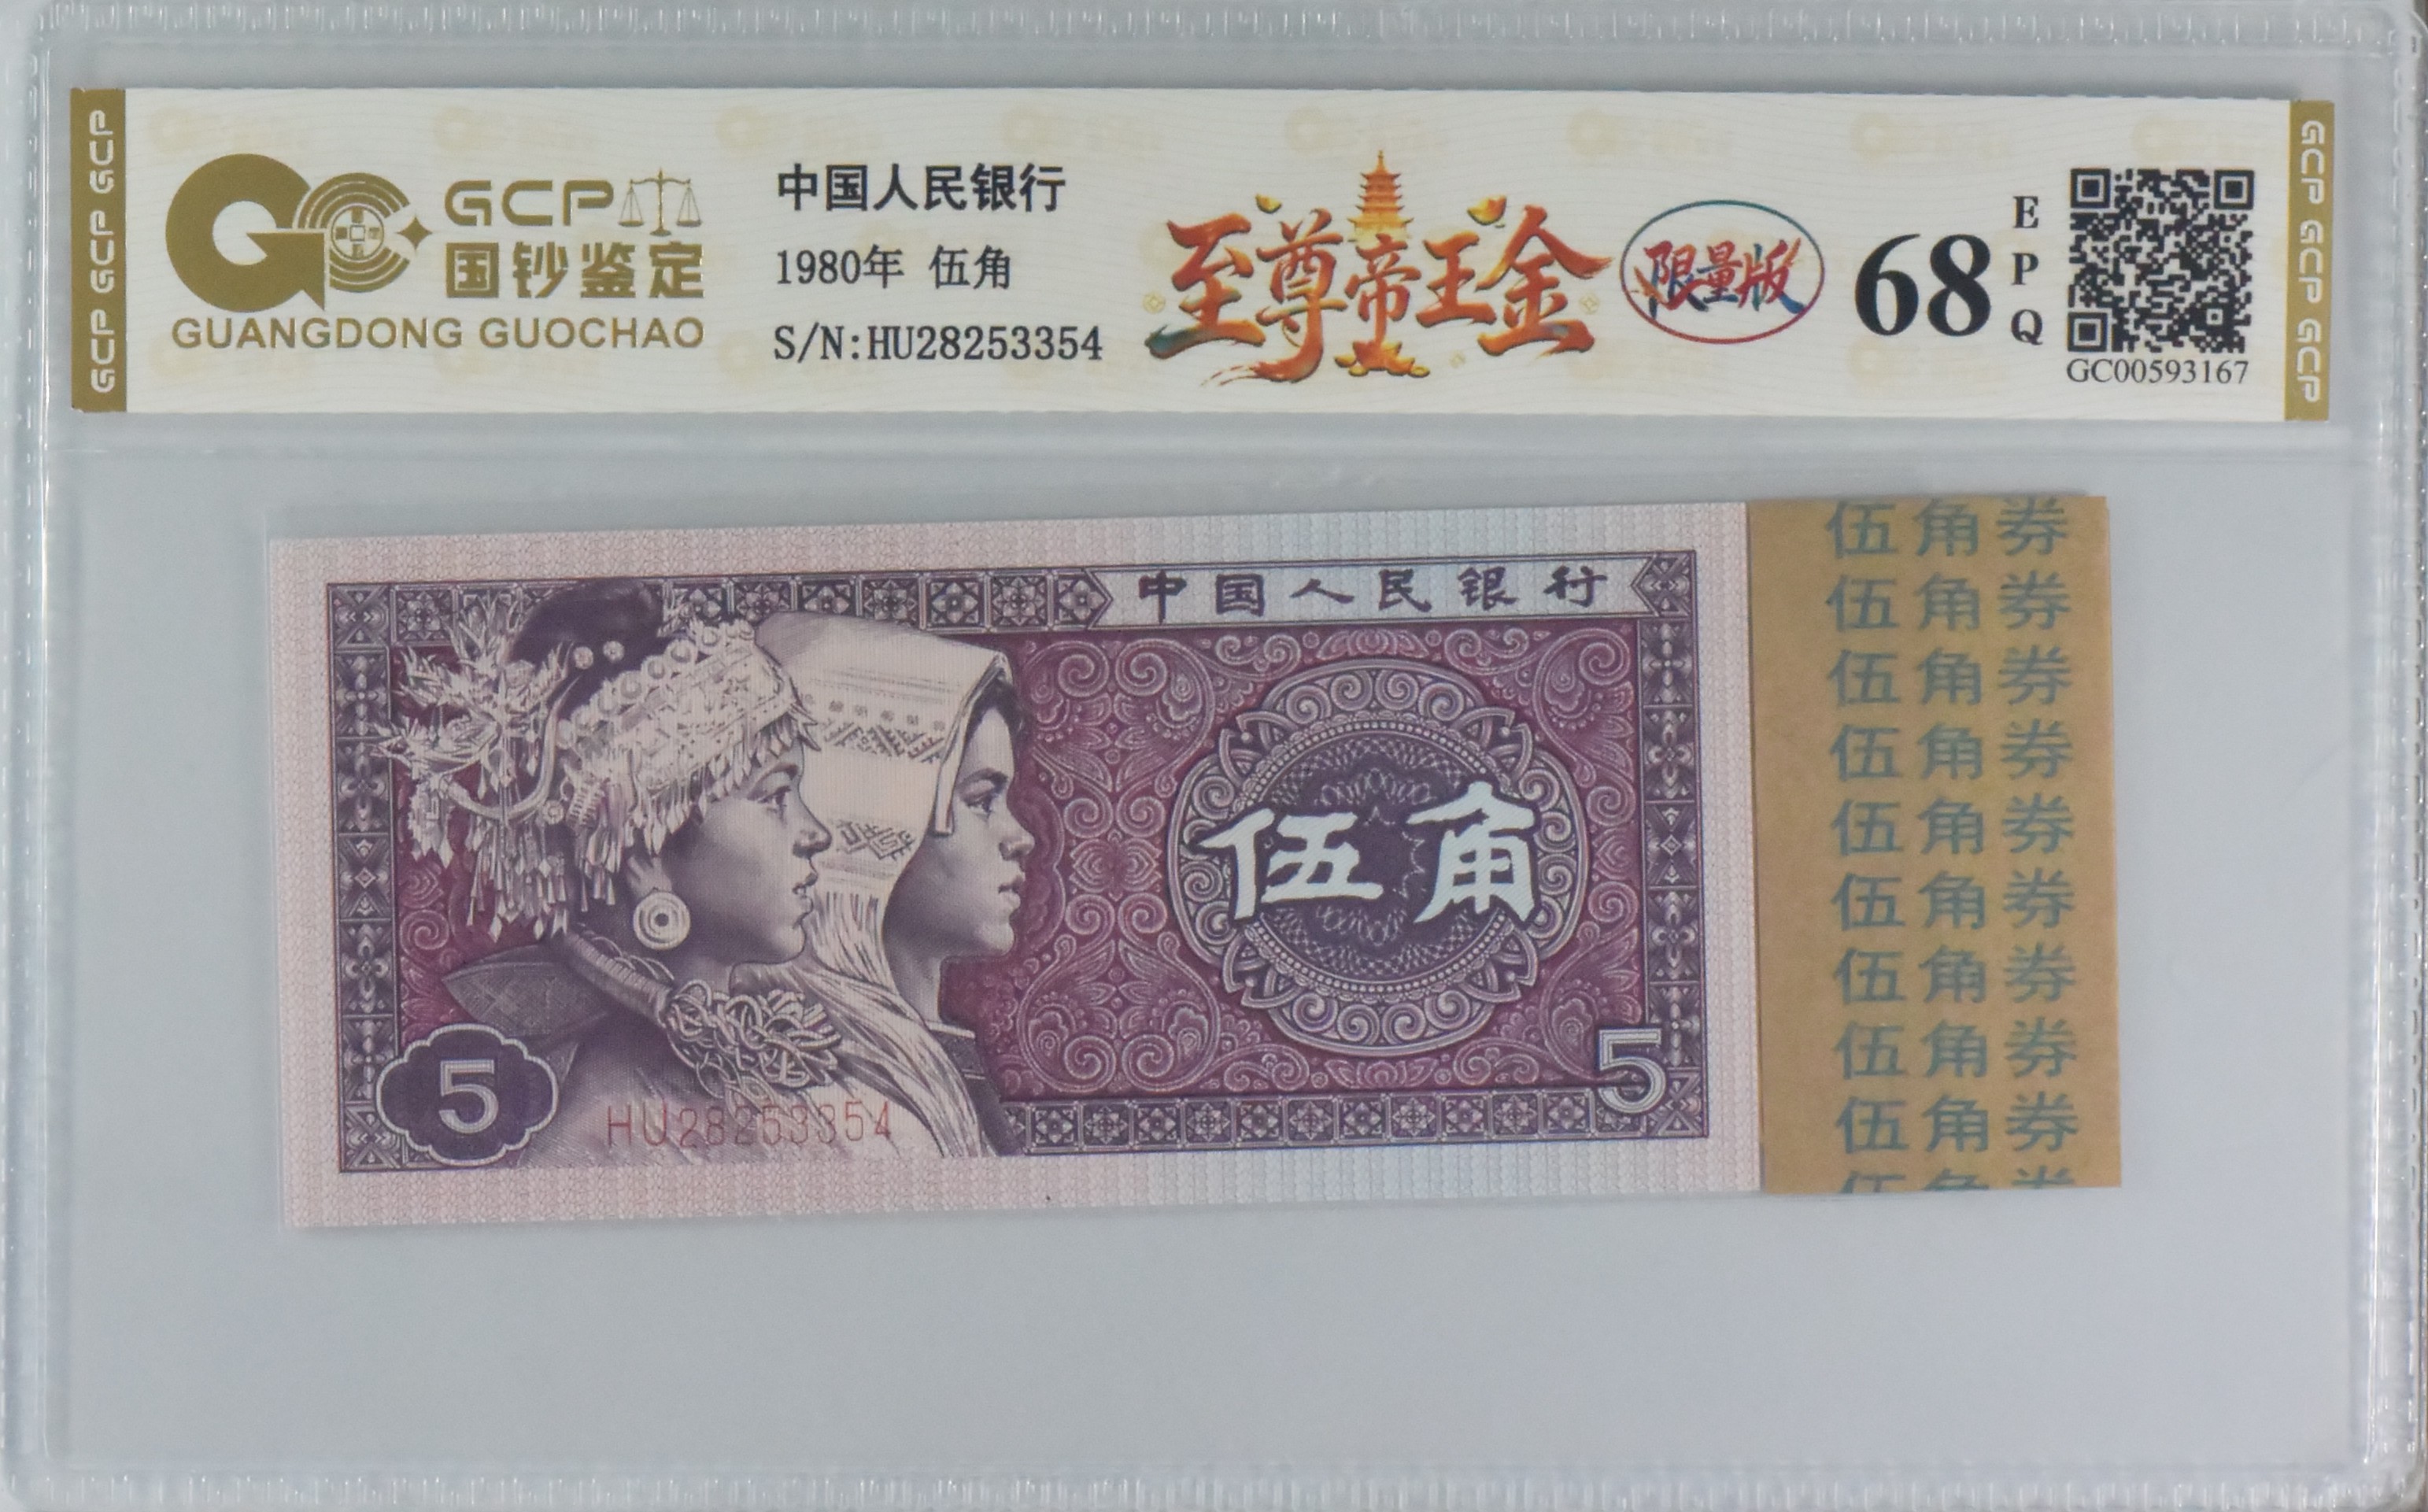 GCP GCP GCP
GCP
国钞鉴定
GUANGDONG GUOCHAO
中国人民银行
1980年 伍角
S/N:HU28253354
至尊帝王金
限量版
68
E
P
Q
GC00593167
GCP GCP GCP
中国人民银行
伍角
5
5
HU28253354
伍角券
伍角券
伍角券
伍角券
伍角券
伍角券
伍角券
伍角券
伍角券
伍角券